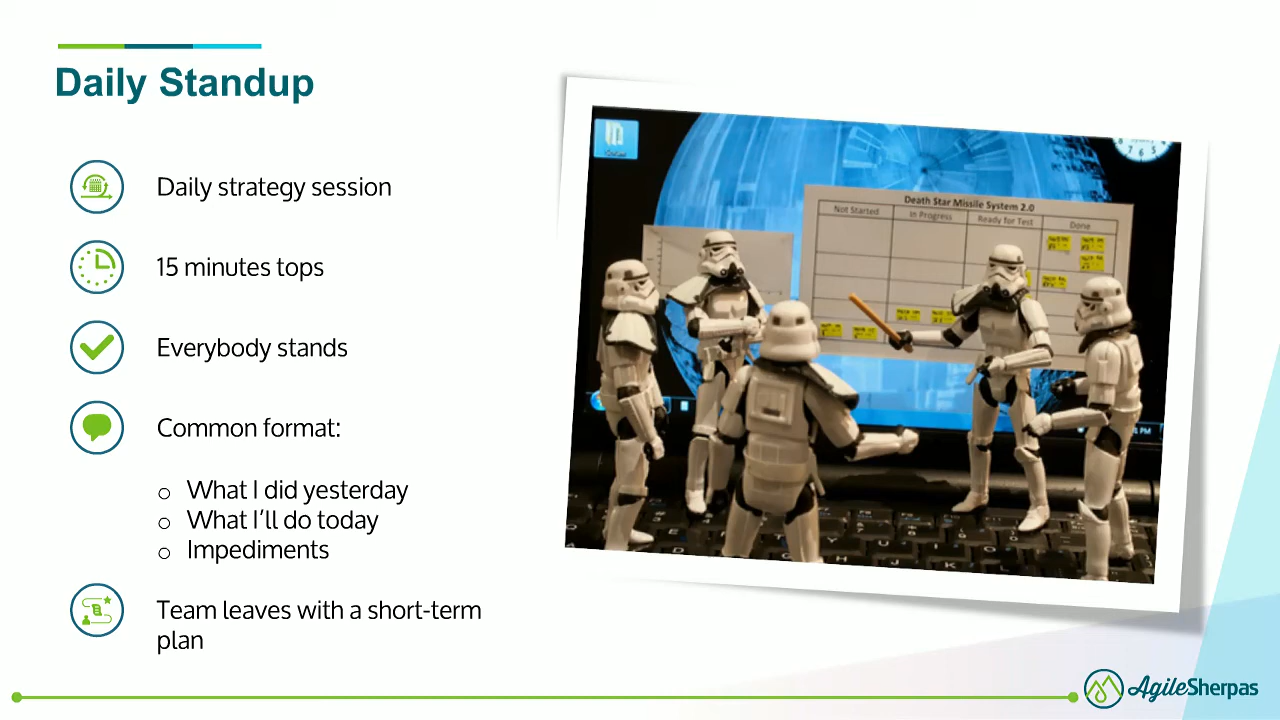 Daily Standup
Daily strategy session
15 minutes tops
Everybody stands
Common format:
What I did yesterday
What I'll do today
Impediments
Team leaves with a short-term
plan
Death Star Missile System 2.0
Not Started
In Progress
Ready for Test
Done
AgileSherpas